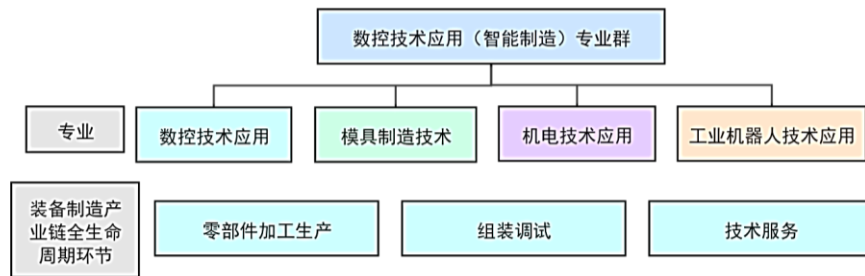 数控技术应用（智能制造）专业群
专业
数控技术应用
模具制造技术
机电技术应用
工业机器人技术应用
装备制造产
业链全生命
周期环节
零部件加工生产
组装调试
技术服务